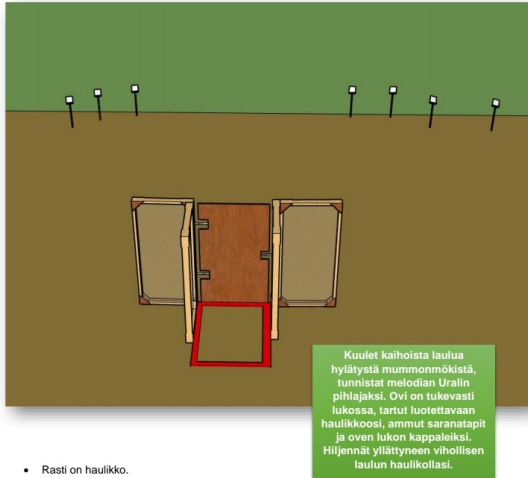 Kuulet kaihoista laulua
hylätystä mummonmökistä,
tunnistat melodian Uralin
pihlajaksi. Ovi on tukevasti
lukossa, tartut luotettavaan
haulikkoosi, ammut saranatapit
ja oven lukon kappaleiksi.
Hiljennät yllättyneen vihollisen
laulun haulikollasi.
• Rasti on haulikko.